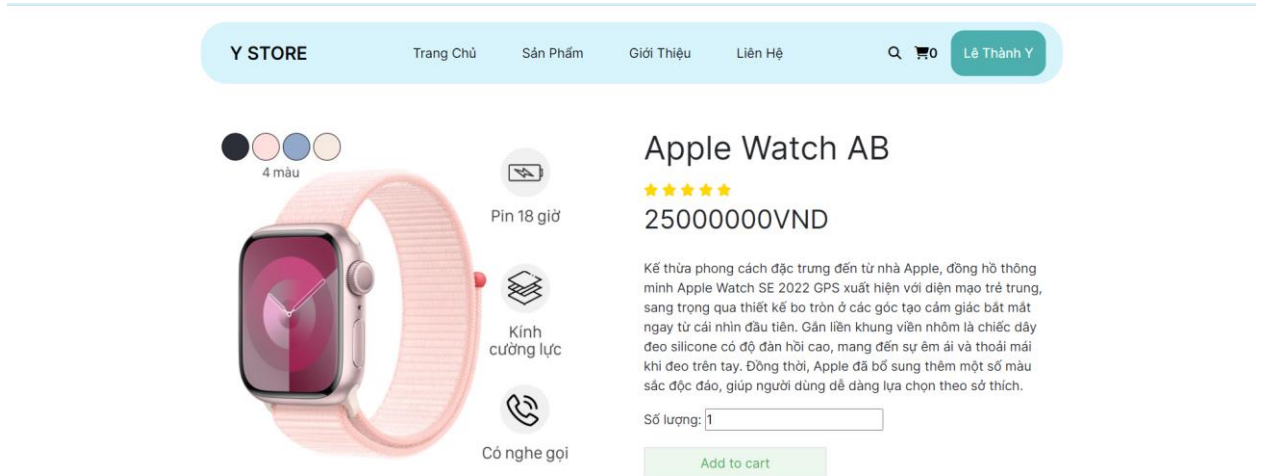 Y STORE
Trang Chủ
Sản Phẩm
Giới Thiệu
Liên Hệ
0
Lê Thành Y
4 màu
Pin 18 giờ
Kính
cường lực
Có nghe gọi
Apple Watch AB
25000000VND
Kế thừa phong cách đặc trưng đến từ nhà Apple, đồng hồ thông
minh Apple Watch SE 2022 GPS xuất hiện với diện mạo trẻ trung,
sang trọng qua thiết kế bo tròn ở các góc tạo cảm giác bắt mắt
ngay từ cái nhìn đầu tiên. Gắn liền khung viền nhôm là chiếc dây
đeo silicone có độ đàn hồi cao, mang đến sự êm ái và thoải mái
khi đeo trên tay. Đồng thời, Apple đã bổ sung thêm một số màu
sắc độc đáo, giúp người dùng dễ dàng lựa chọn theo sở thích.
Số lượng: 1
Add to cart